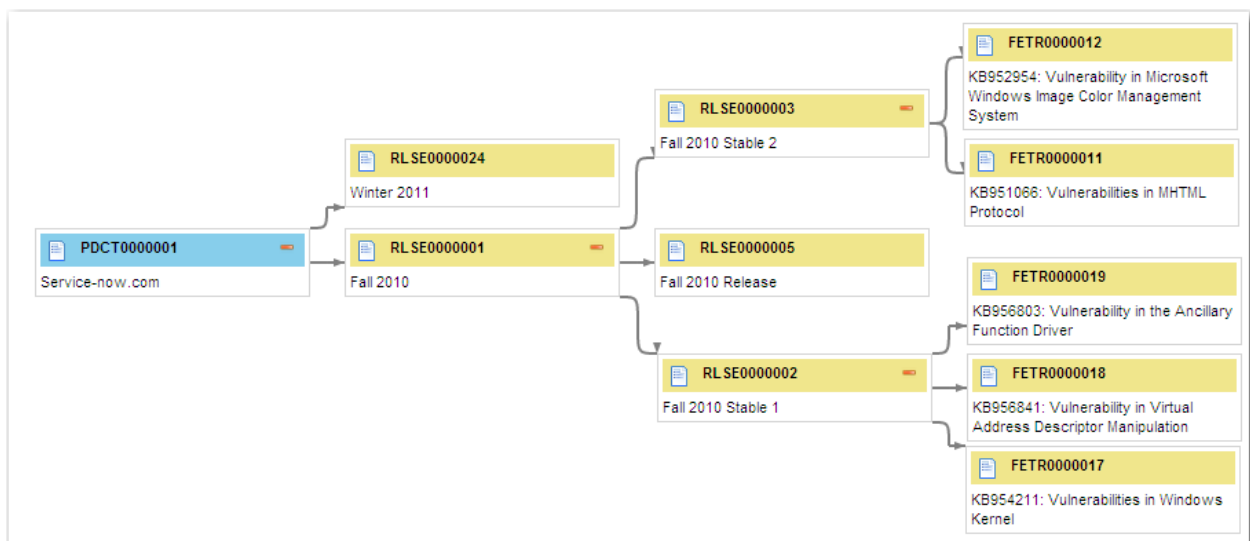 FETR0000012
KB952954: Vulnerability in Microsoft
Windows Image Color Management
System
RLSE0000003
Fall 2010 Stable 2
RLSE0000024
Winter 2011
FETR0000011
KB951066: Vulnerabilities in MHTML
Protocol
PDCT0000001
Service-now.com
RLSE0000001
Fall 2010
RLSE0000005
Fall 2010 Release
FETR0000019
KB956803: Vulnerability in the Ancillary
Function Driver
RLSE0000002
Fall 2010 Stable 1
FETR0000018
KB956841: Vulnerability in Virtual
Address Descriptor Manipulation
FETR0000017
KB954211: Vulnerabilities in Windows
Kernel